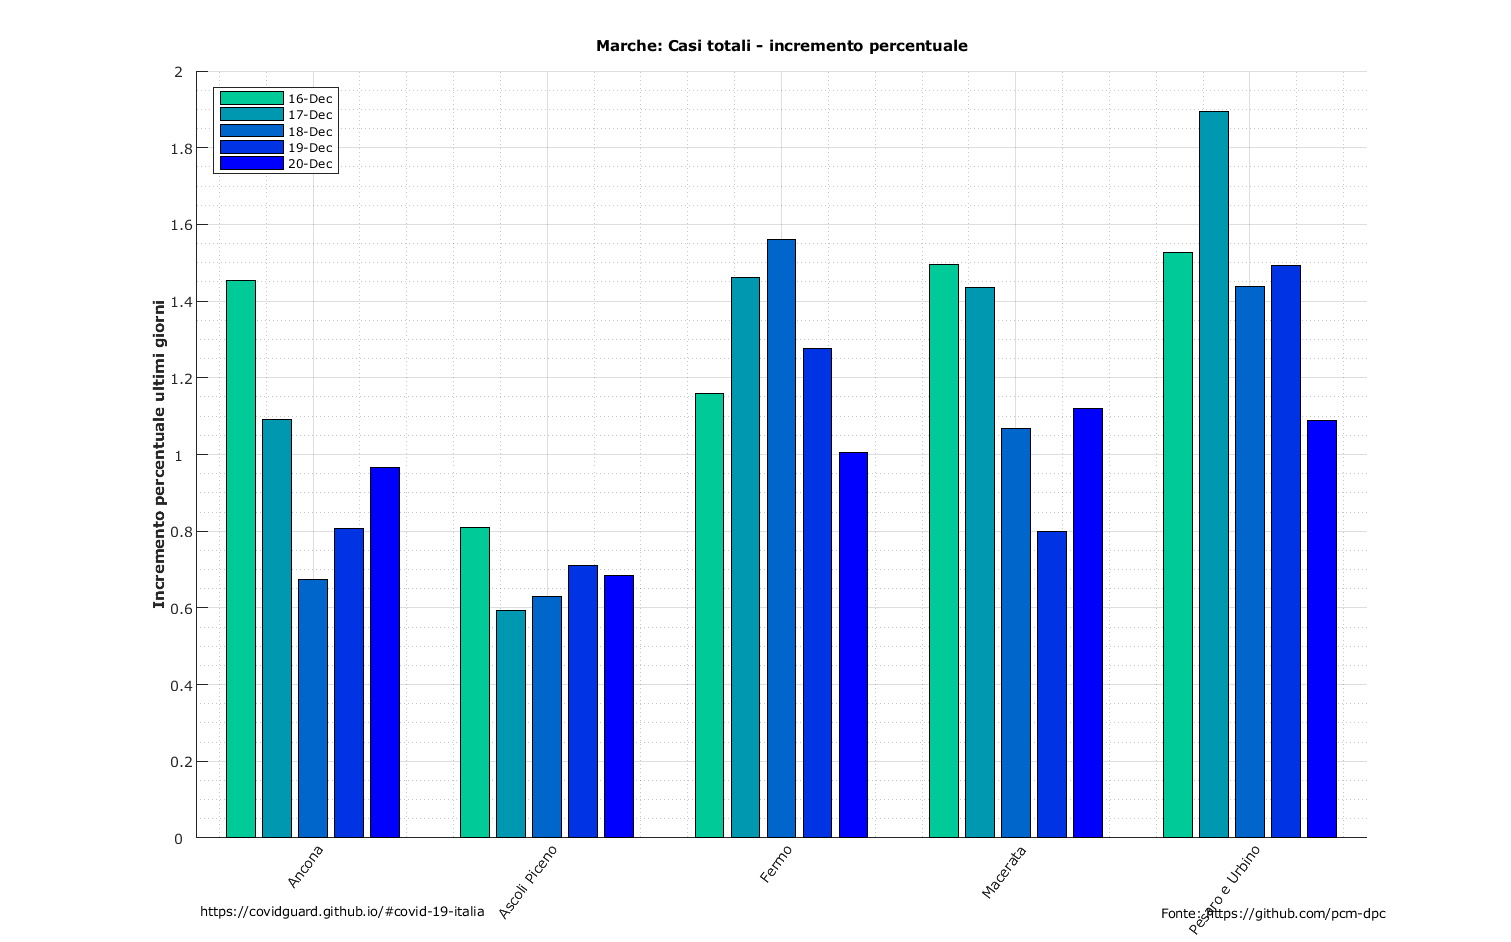 Marche: Casi totali - incremento percentuale
Incremento percentuale ultimi giorni
2
1.8
1.6
1.4
1.2
1
0.8
0.6
0.4
0.2
0
16-Dec
17-Dec
18-Dec
19-Dec
20-Dec
Ancona
Ascoli Piceno
Fermo
Macerata
Pesaro e Urbino
https://covidguard.github.io/#covid-19-italia
Fonte: https://github.com/pcm-dpc